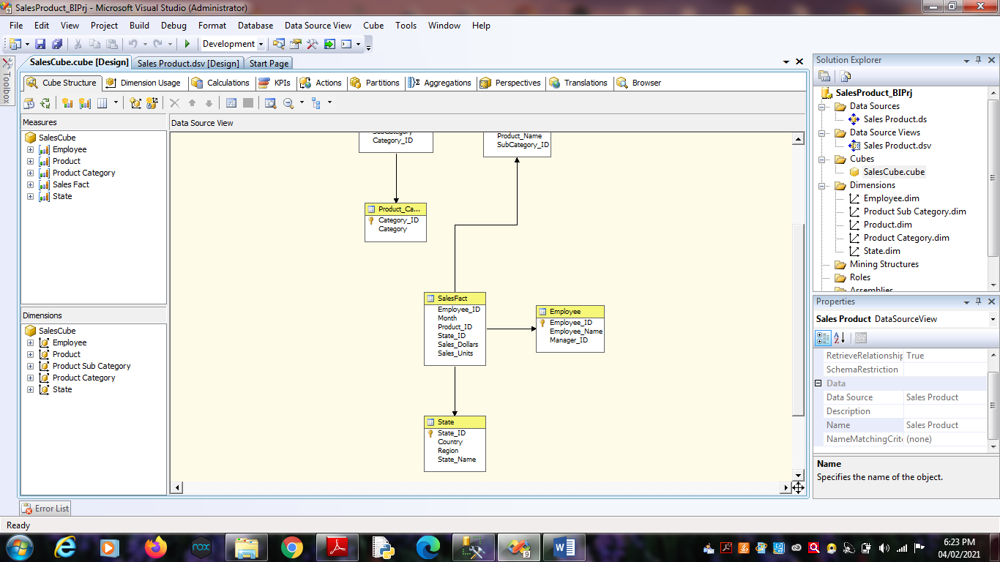 SalesProduct_BIPrj - Microsoft Visual Studio (Administrator)
File Edit View Project Build Debug Format Database Data Source View Cube Tools Window Help
Development
SalesCube.cube [Design] Sales Product.dsv [Design] Start Page
Toolbox
Cube Structure Dimension Usage Calculations KPIs Actions Partitions Aggregations Perspectives Translations Browser
Measures
SalesCube
Employee
Product
Product Category
Sales Fact
State
Dimensions
SalesCube
Employee
Product
Product Sub Category
Product Category
State
Data Source View
Category_ID
Product_Name
SubCategory_ID
Product_Ca...
Category_ID
Category
SalesFact
Employee_ID
Month
Product_ID
State_ID
Sales_Dollars
Sales_Units
Employee
Employee_ID
Employee_Name
Manager_ID
State
State_ID
Country
Region
State_Name
Solution Explorer
SalesProduct_BIPrj
Data Sources
Sales Product.ds
Data Source Views
Sales Product.dsv
Cubes
SalesCube.cube
Dimensions
Employee.dim
Product Sub Category.dim
Product.dim
Product Category.dim
State.dim
Mining Structures
Roles
Assemblies
Properties
Sales Product DataSourceView
RetrieveRelationship True
SchemaRestriction
Data
Data Source Sales Product
Description
Name Sales Product
NameMatchingCrite (none)
Name
Specifies the name of the object.
Error List
Ready
nox
9
6:23 PM
04/02/2021